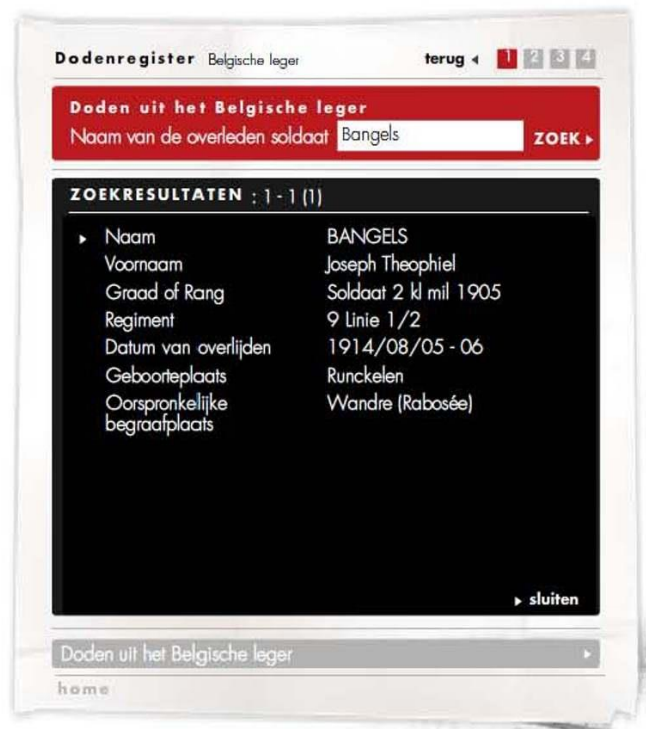 Dodenregister Belgische leger terug 1 2 3 4
Doden uit het Belgische leger
Naam van de overleden soldaat Bangels ZOEK
ZOEKRESULTATEN : 1 - 1 (1)
Naam BANGELS
Voornaam Joseph Theophiel
Graad of Rang Soldaat 2 kl mil 1905
Regiment 9 Linie 1/2
Datum van overlijden 1914/08/05 - 06
Geboorteplaats Runckelen
Oorspronkelijke Wandre (Rabosée)
begraafplaats
sluiten
Doden uit het Belgische leger
home